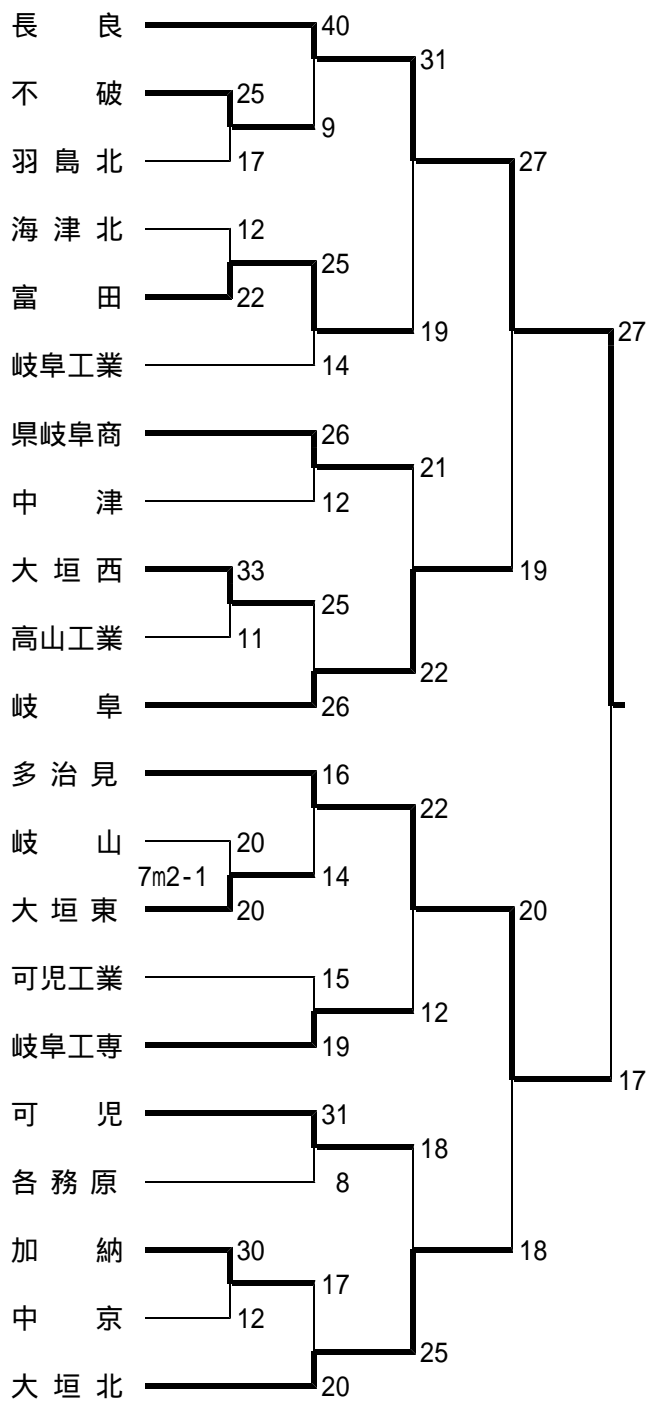 長良 40
31
不破 25
9
羽島北 17
27
海津北 12
25
富田 22
19 27
岐阜工業 14
県岐阜商 26
21
中津 12
大垣西 33 19
25
高山工業 11
22
岐阜 26
多治見 16
22
岐山 20
7m2-1 14
大垣東 20 20
可児工業 15
12
岐阜工専 19
17
可児 31
18
各務原 8
加納 30 18
17
中京 12
25
大垣北 20